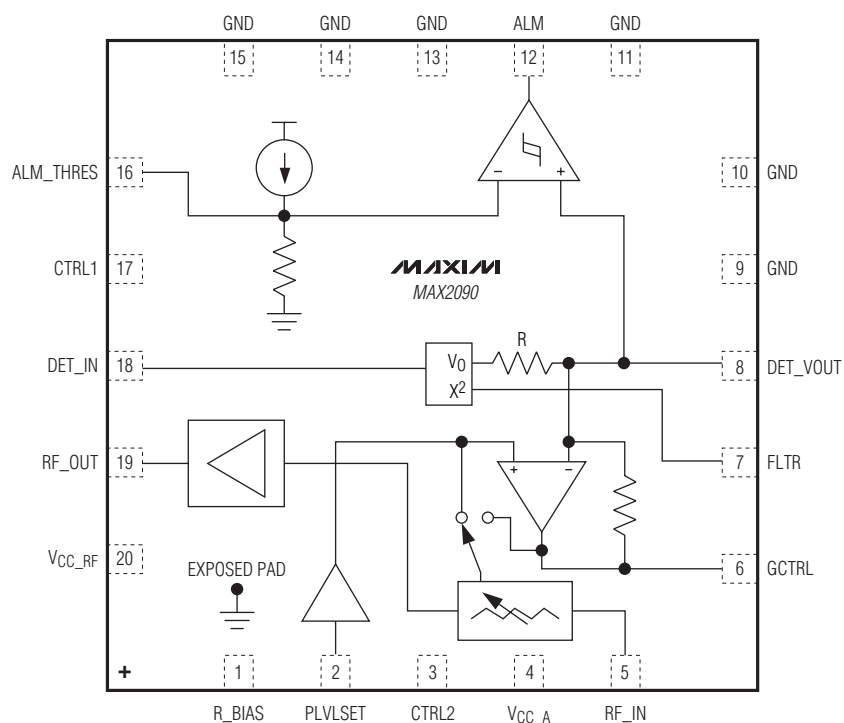 GND GND GND ALM GND
15 14 13 12 11
ALM_THRES 16
10 GND
- +
CTRL1 17
9 GND
MAXIM
MAX2090
DET_IN 18
VO
X2
R
8 DET_VOUT
RF_OUT 19
+ -
7 FLTR
VCC_RF 20
EXPOSED PAD
6 GCTRL
+
1 2 3 4 5
R_BIAS PLVLSET CTRL2 VCC_A RF_IN